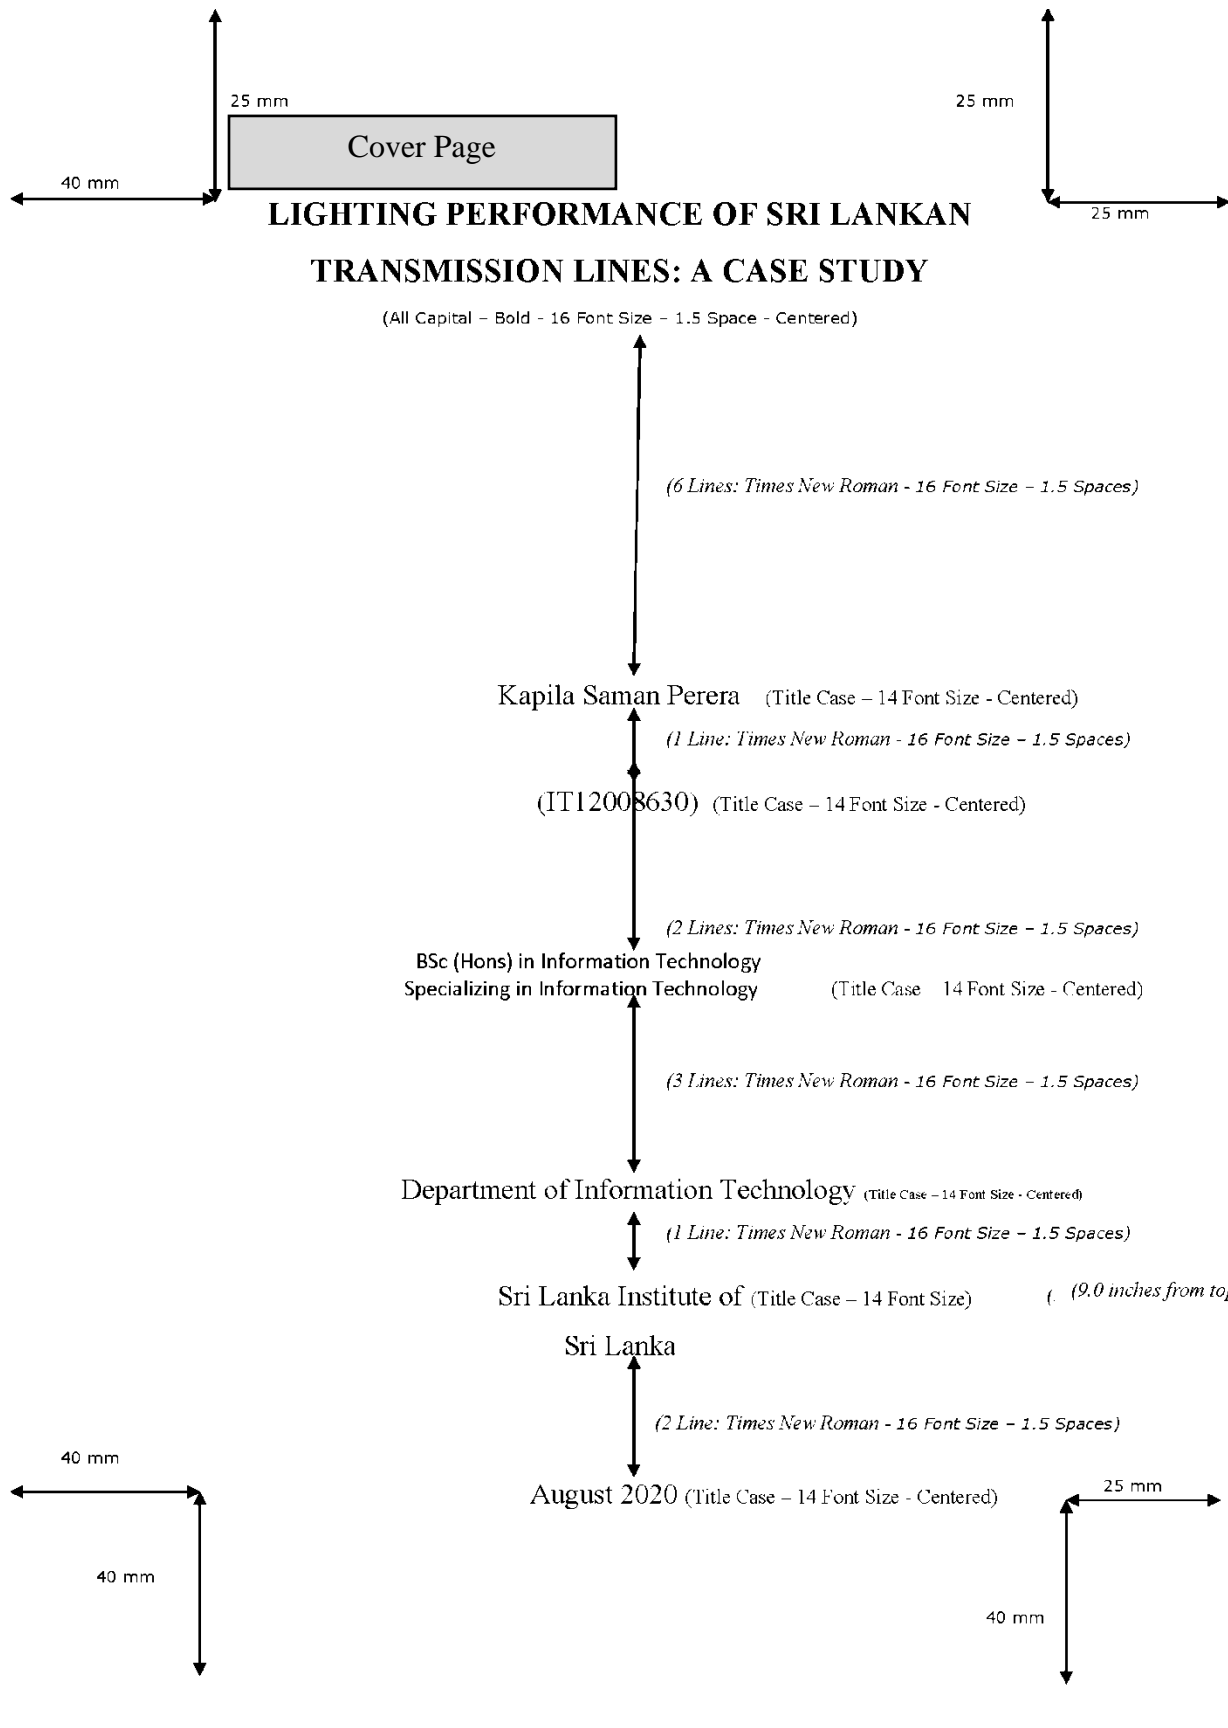 25 mm
25 mm
Cover Page
40 mm
25 mm
LIGHTING PERFORMANCE OF SRI LANKAN
TRANSMISSION LINES: A CASE STUDY
(All Capital – Bold - 16 Font Size – 1.5 Space - Centered)
(6 Lines: Times New Roman - 16 Font Size – 1.5 Spaces)
Kapila Saman Perera (Title Case – 14 Font Size - Centered)
(1 Line: Times New Roman - 16 Font Size – 1.5 Spaces)
(IT12008630) (Title Case – 14 Font Size - Centered)
(2 Lines: Times New Roman - 16 Font Size – 1.5 Spaces)
BSc (Hons) in Information Technology
Specializing in Information Technology (Title Case 14 Font Size - Centered)
(3 Lines: Times New Roman - 16 Font Size – 1.5 Spaces)
Department of Information Technology (Title Case – 14 Font Size - Centered)
(1 Line: Times New Roman - 16 Font Size – 1.5 Spaces)
Sri Lanka Institute of (Title Case – 14 Font Size) (. (9.0 inches from
Sri Lanka
(2 Line: Times New Roman - 16 Font Size – 1.5 Spaces)
40 mm
August 2020 (Title Case – 14 Font Size - Centered)
25 mm
40 mm
40 mm